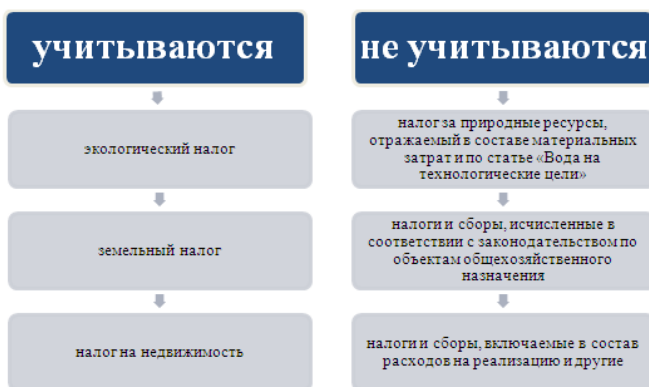 учитываются
экологический налог
земельный налог
налог на недвижимость
не учитываются
налог за природные ресурсы,
отражаемый в составе материальных
затрат и по статье «Вода на
технологические цели»
налоги и сборы, исчисленные в
соответствии с законодательством по
объектам общехозяйственного
назначения
налоги и сборы, включаемые в состав
расходов на реализацию и другие